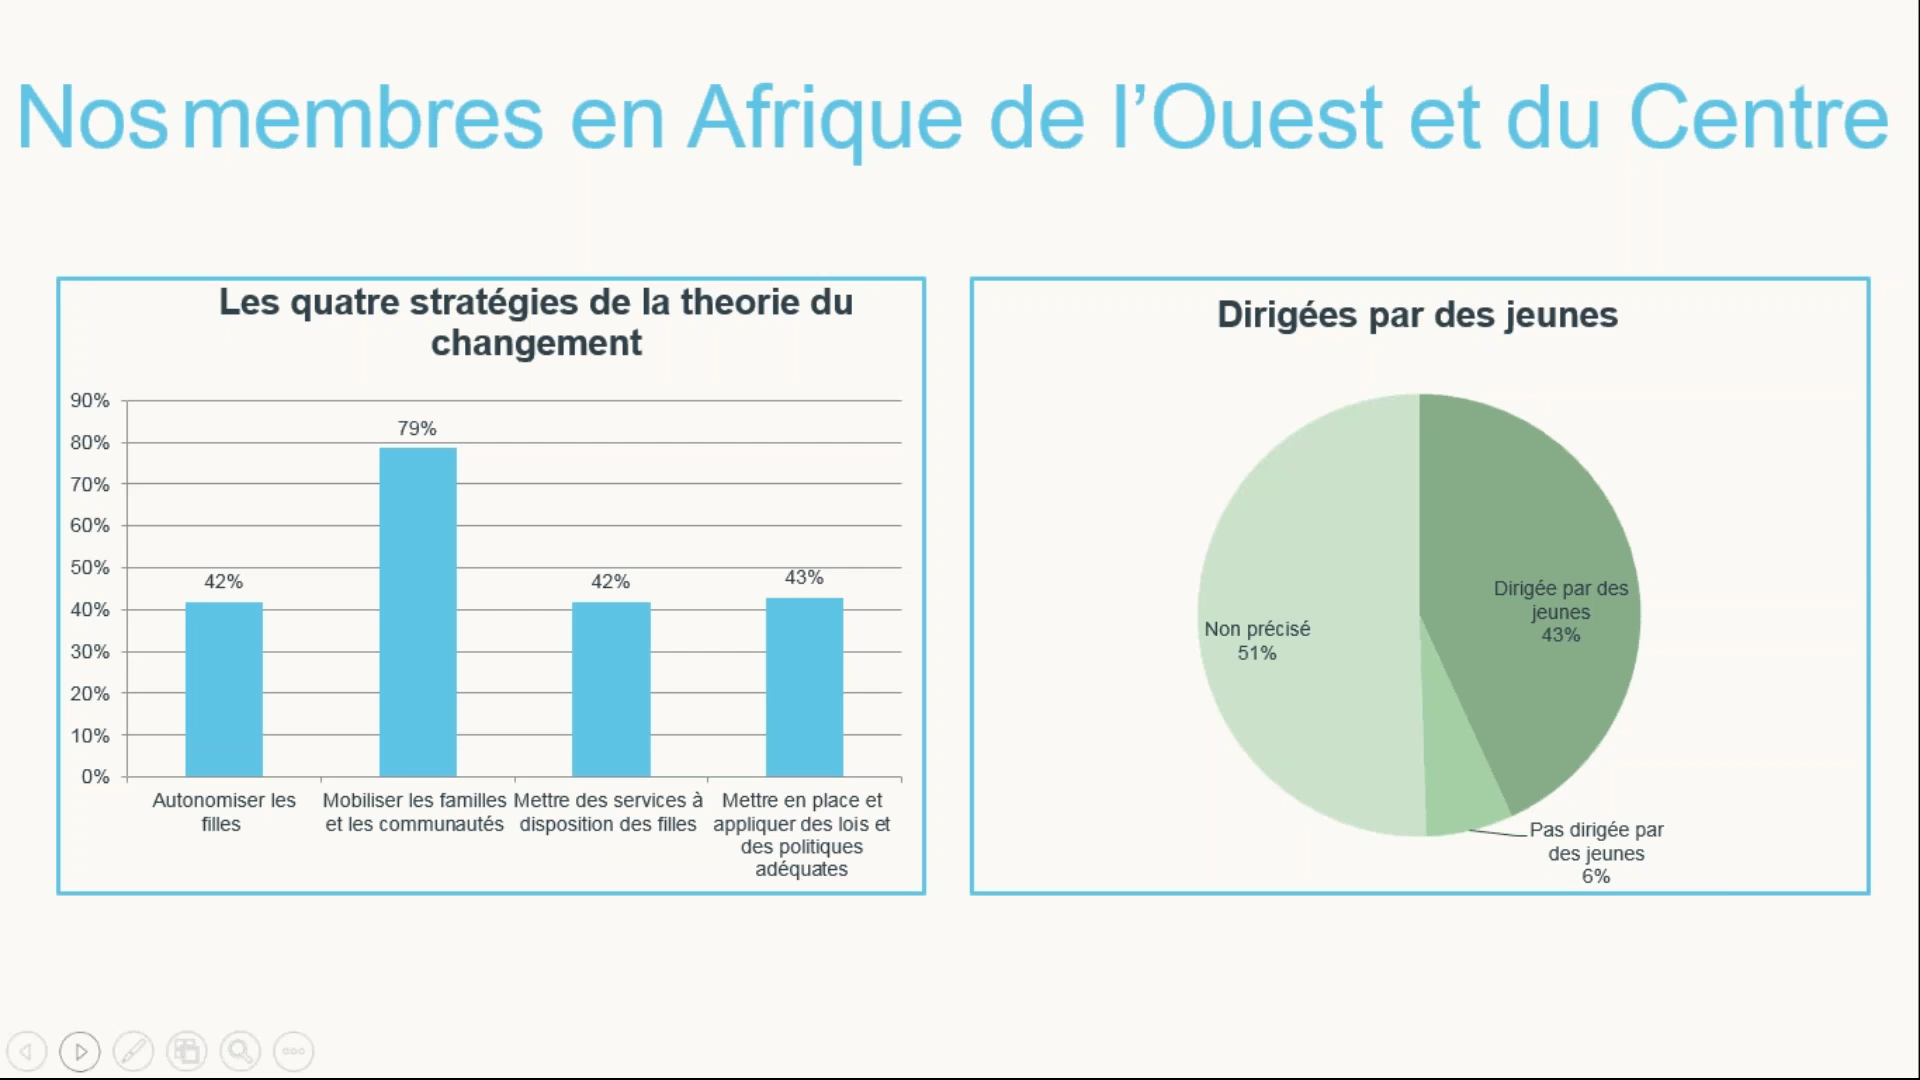 Nos membres en Afrique de l’Ouest et du Centre
Les quatre stratégies de la theorie du
changement
90%
80%
70%
60%
50%
40%
30%
20%
10%
0%
42%
79%
42%
43%
Autonomiser les
filles
Mobiliser les familles
et les communautés
Mettre des services à
disposition des filles
Mettre en place et
appliquer des lois et
des politiques
adéquates
Dirigées par des jeunes
Dirigée par des
jeunes
43%
Non précisé
51%
Pas dirigée par
des jeunes
6%